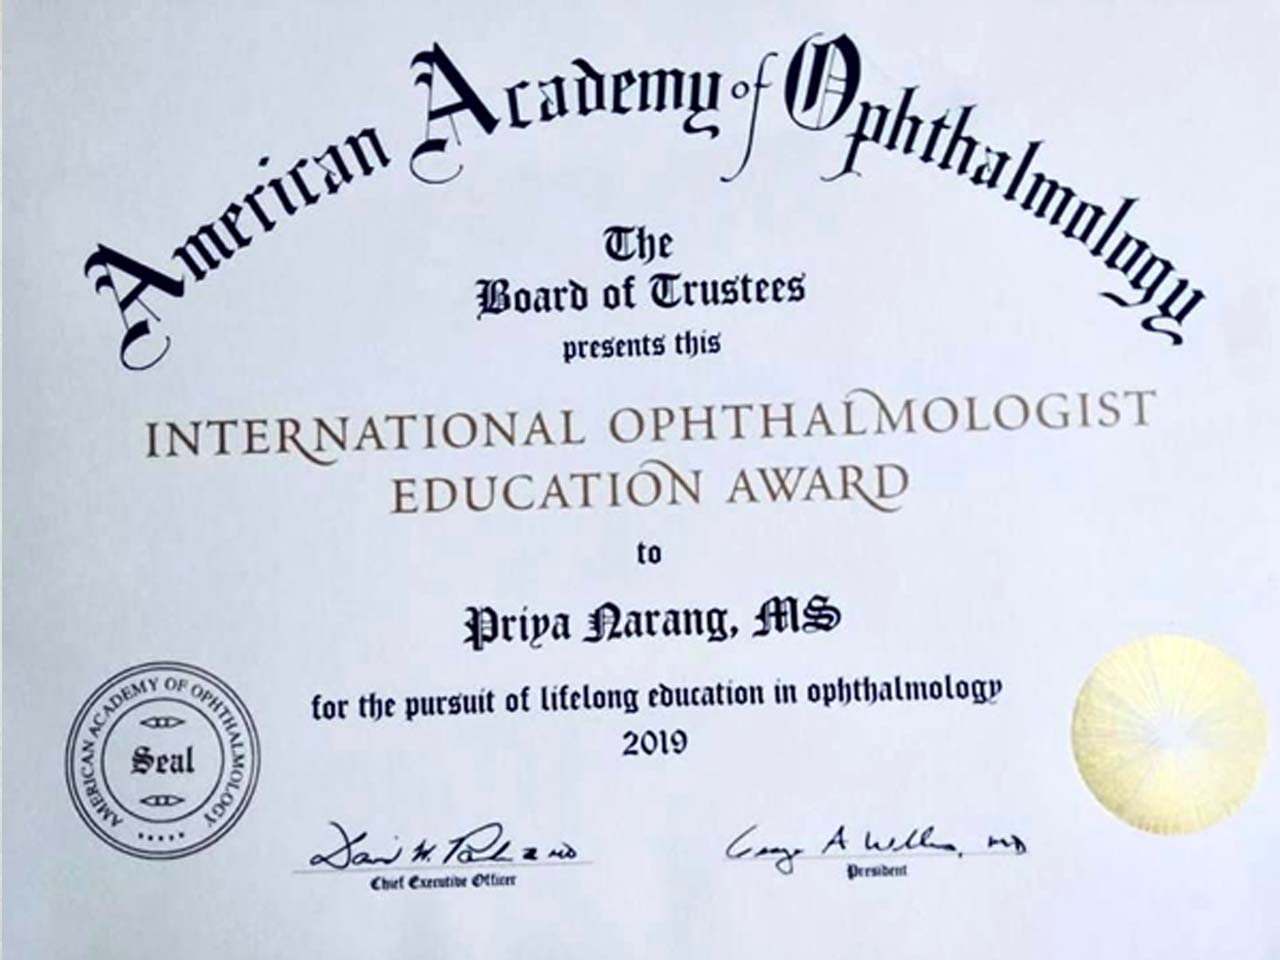 American Academy of Ophthalmology
The
Board of Trustees
presents this
INTERNATIONAL OPHTHALMOLOGIST
EDUCATION AWARD
to
Priya Narang, MS
for the pursuit of lifelong education in ophthalmology
2019
AMERICAN ACADEMY OF OPHTHALMOLOGY
Seal
Chief Executive Officer
President